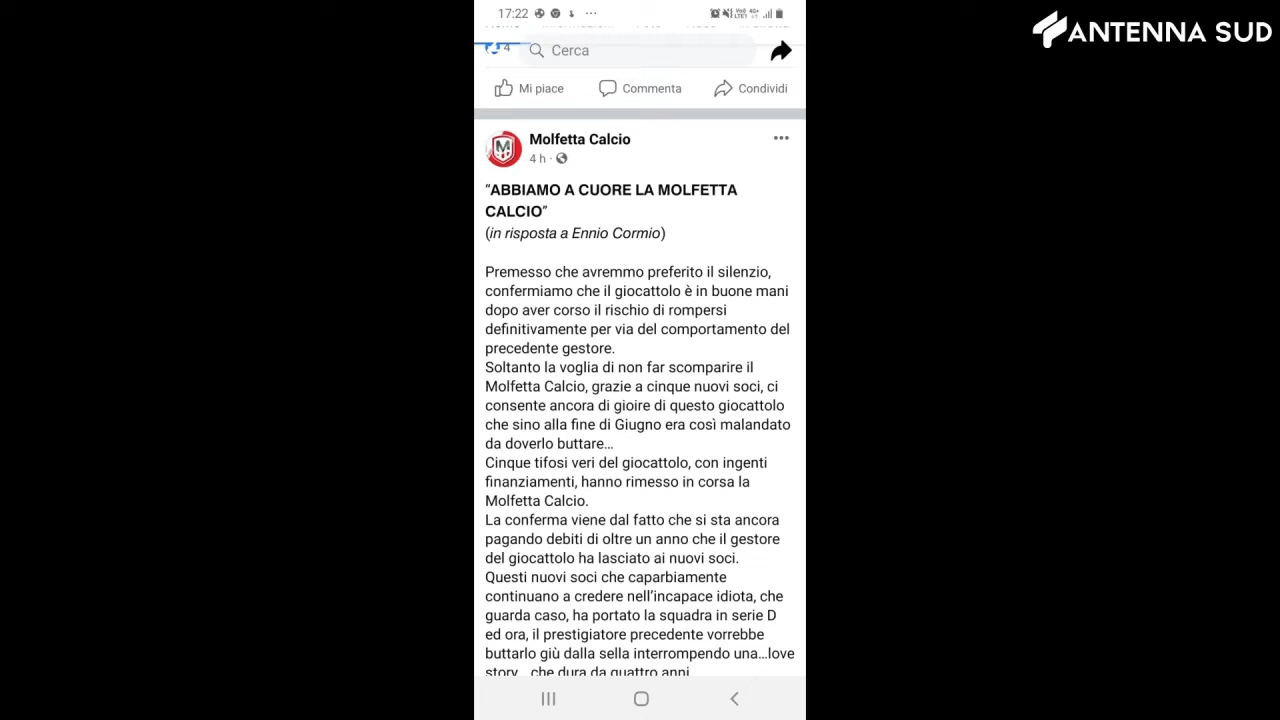 17:22
ANTENNA SUD
4
Cerca
Mi piace
Commenta
Condividi
Molfetta Calcio
4 h ·
“ABBIAMO A CUORE LA MOLFETTA
CALCIO”
(in risposta a Ennio Cormio)
Premesso che avremmo preferito il silenzio,
confermiamo che il giocattolo è in buone mani
dopo aver corso il rischio di rompersi
definitivamente per via del comportamento del
precedente gestore.
Soltanto la voglia di non far scomparire il
Molfetta Calcio, grazie a cinque nuovi soci, ci
consente ancora di gioire di questo giocattolo
che sino alla fine di Giugno era così malandato
da doverlo buttare…
Cinque tifosi veri del giocattolo, con ingenti
finanziamenti, hanno rimesso in corsa la
Molfetta Calcio.
La conferma viene dal fatto che si sta ancora
pagando debiti di oltre un anno che il gestore
del giocattolo ha lasciato ai nuovi soci.
Questi nuovi soci che caparbiamente
continuano a credere nell’incapace idiota, che
guarda caso, ha portato la squadra in serie D
ed ora, il prestigiatore precedente vorrebbe
buttarlo giù dalla sella interrompendo una…love
story…che dura da quattro anni